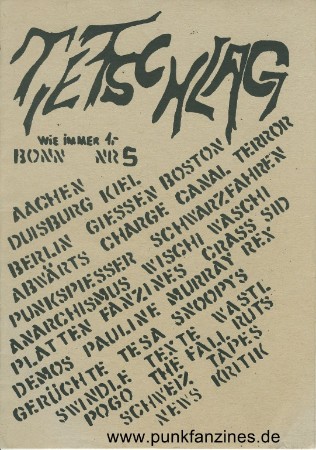 TIEFSCHLAG
WIE IMMER 1.-
BONN NR 5
AACHEN
DUISBURG KIEL
BERLIN GIESSEN BOSTON
ABWÄRTS CHARGE CANAL TERROR
PUNKSPIESSER SCHWARZFAHREN
ANARCHISMUS WISCHI WASCHI
PLATTEN FANZINES CRASS SID
DEMOS PAULINE MURRAY REX
GERÜCHTE TESA SNOOPYS
SWINDLE TEXTE WASTL
POGO THE FALL RUTS
SCHWEIZ TAPES
NEWS KRITIK
www.punkfanzines.de